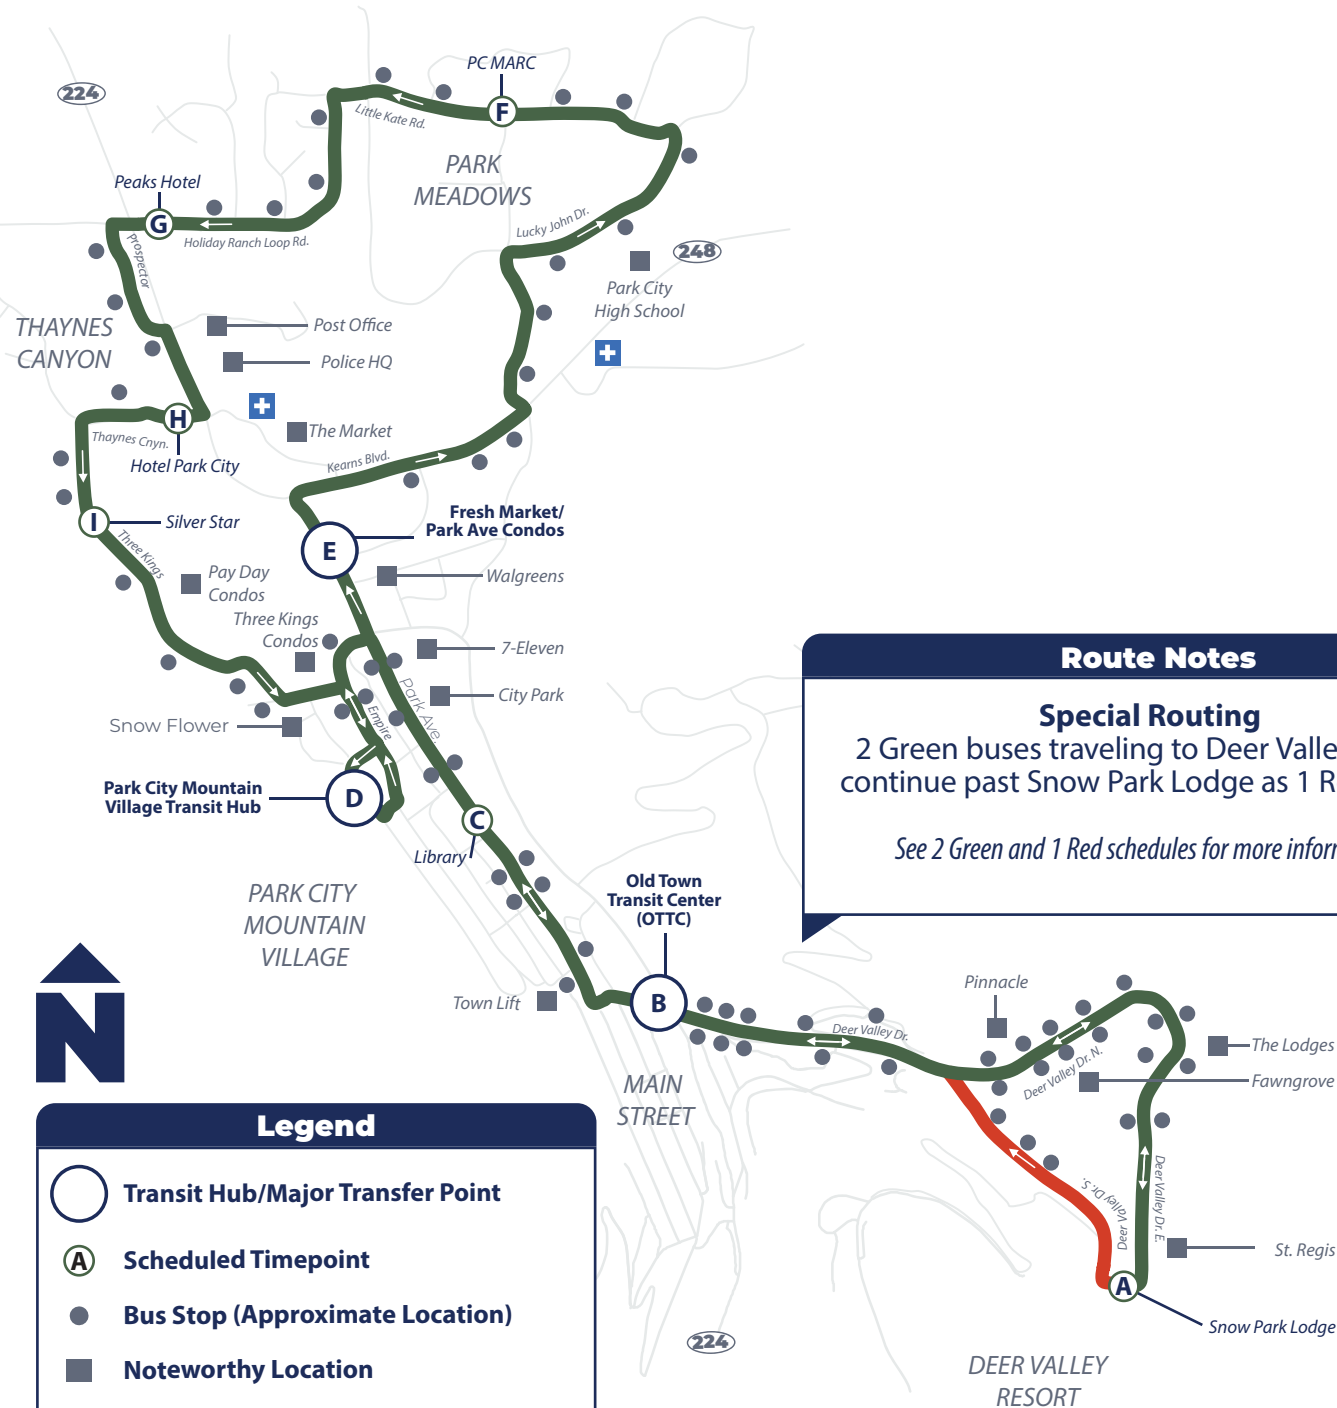 PC MARC
F
224
Little Kate Rd.
PARK
MEADOWS
Peaks Hotel
G
Holiday Ranch Loop Rd.
Prospector
Lucky John Dr.
248
Park City
High School
THAYNES
CANYON
Post Office
Police HQ
H
Thaynes Cnyn.
Hotel Park City
The Market
Kearns Blvd.
I
Silver Star
Three Kings
Fresh Market/
Park Ave Condos
E
Walgreens
Pay Day
Condos
Three Kings
Condos
7-Eleven
City Park
Park Ave.
Empire
Snow Flower
Park City Mountain
Village Transit Hub
D
C
Library
Route Notes
Special Routing
2 Green buses traveling to Deer Valle
continue past Snow Park Lodge as 1 R
See 2 Green and 1 Red schedules for more infor
PARK CITY
MOUNTAIN
VILLAGE
Old Town
Transit Center
(OTTC)
B
Town Lift
Deer Valley Dr.
Pinnacle
Deer Valley Dr. N.
The Lodges
Fawngrove
MAIN
STREET
Deer Valley Dr. S.
Deer Valley Dr. E.
St. Regis
A
Snow Park Lodge
224
DEER VALLEY
RESORT
N
Legend
Transit Hub/Major Transfer Point
A
Scheduled Timepoint
Bus Stop (Approximate Location)
Noteworthy Location